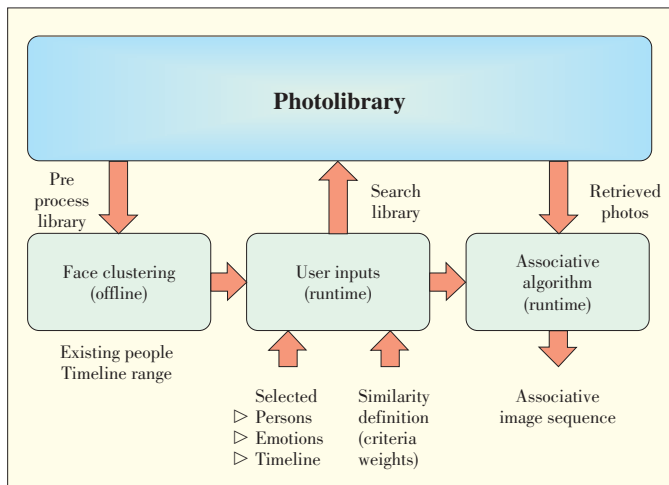 Photolibrary
Pre
process
library
Search
library
Retrieved
photos
Face clustering
(offline)
User inputs
(runtime)
Associative
algorithm
(runtime)
Existing people
Timeline range
Selected
▷ Persons
▷ Emotions
▷ Timeline
Similarity
definition
(criteria
weights)
Associative
image sequence